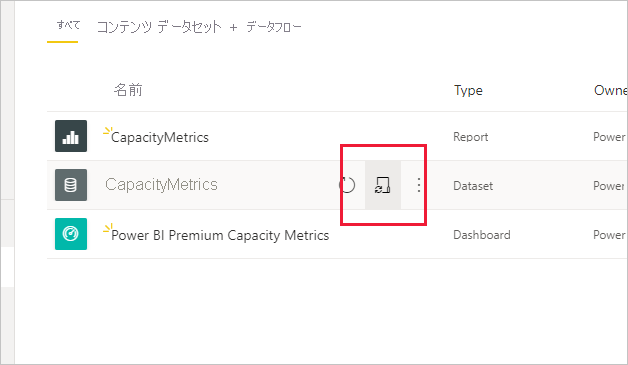 すべて コンテンツ データセット + データフロー
名前 Type Owne
CapacityMetrics Report Power
CapacityMetrics Dataset Power
Power BI Premium Capacity Metrics Dashboard Power